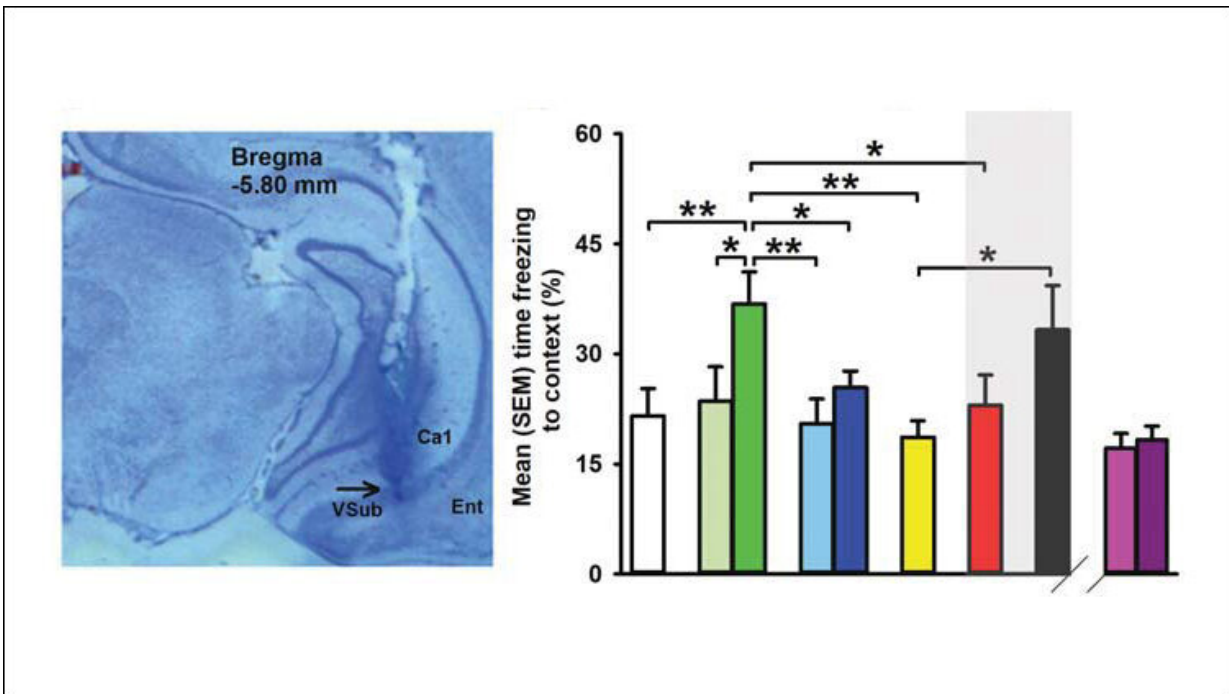 Bregma
-5.80 mm
Ca1
VSub
Ent
Mean (SEM) time freezing
to context (%)
60
45
30
15
0
*
**
**
*
*
**
*